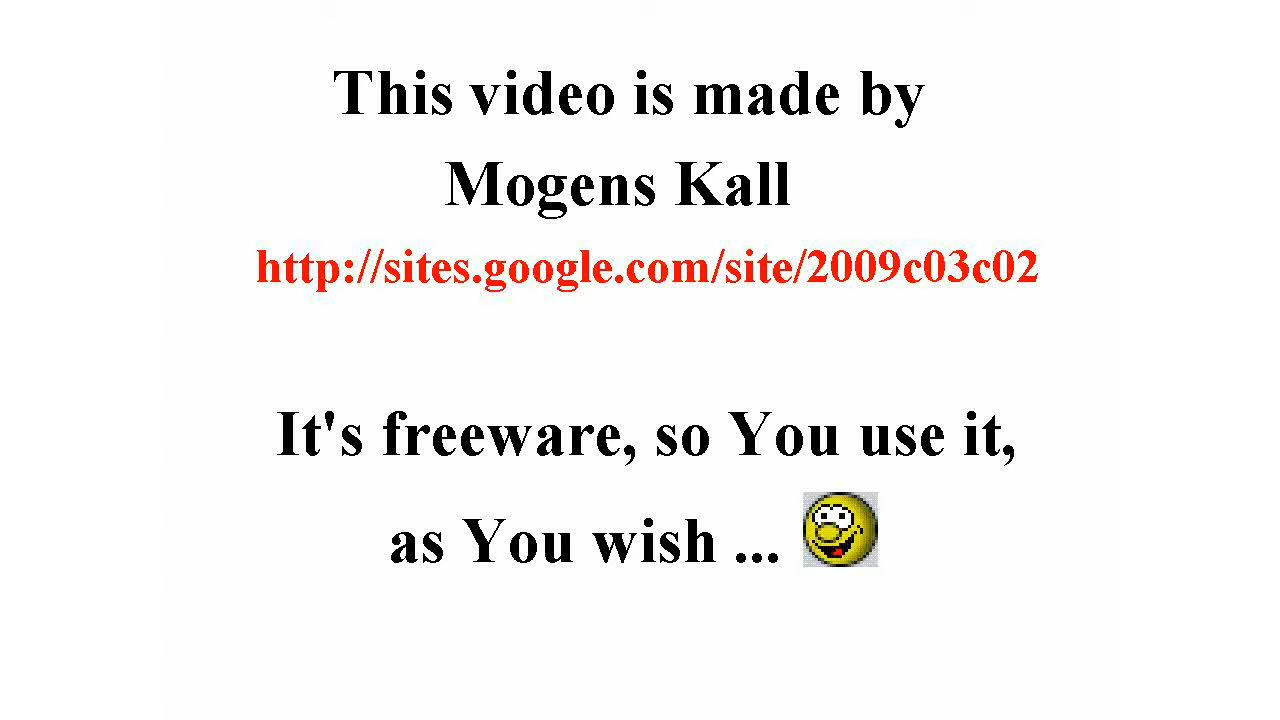 This video is made by
Mogens Kall
http://sites.google.com/site/2009c03c02
It's freeware, so You use it,
as You wish ...